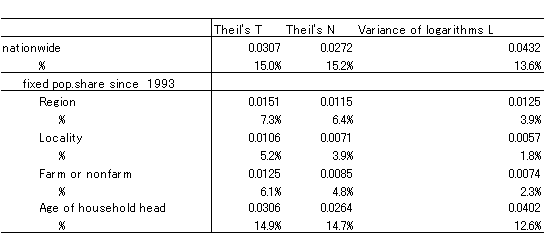 Theil's T Theil's N Variance of logarithms L
nationwide 0.0307 0.0272 0.0432
% 15.0% 15.2% 13.6%
fixed pop.share since 1993
Region 0.0151 0.0115 0.0125
% 7.3% 6.4% 3.9%
Locality 0.0106 0.0071 0.0057
% 5.2% 3.9% 1.8%
Farm or nonfarm 0.0125 0.0085 0.0074
% 6.1% 4.8% 2.3%
Age of household head 0.0306 0.0264 0.0402
% 14.9% 14.7% 12.6%